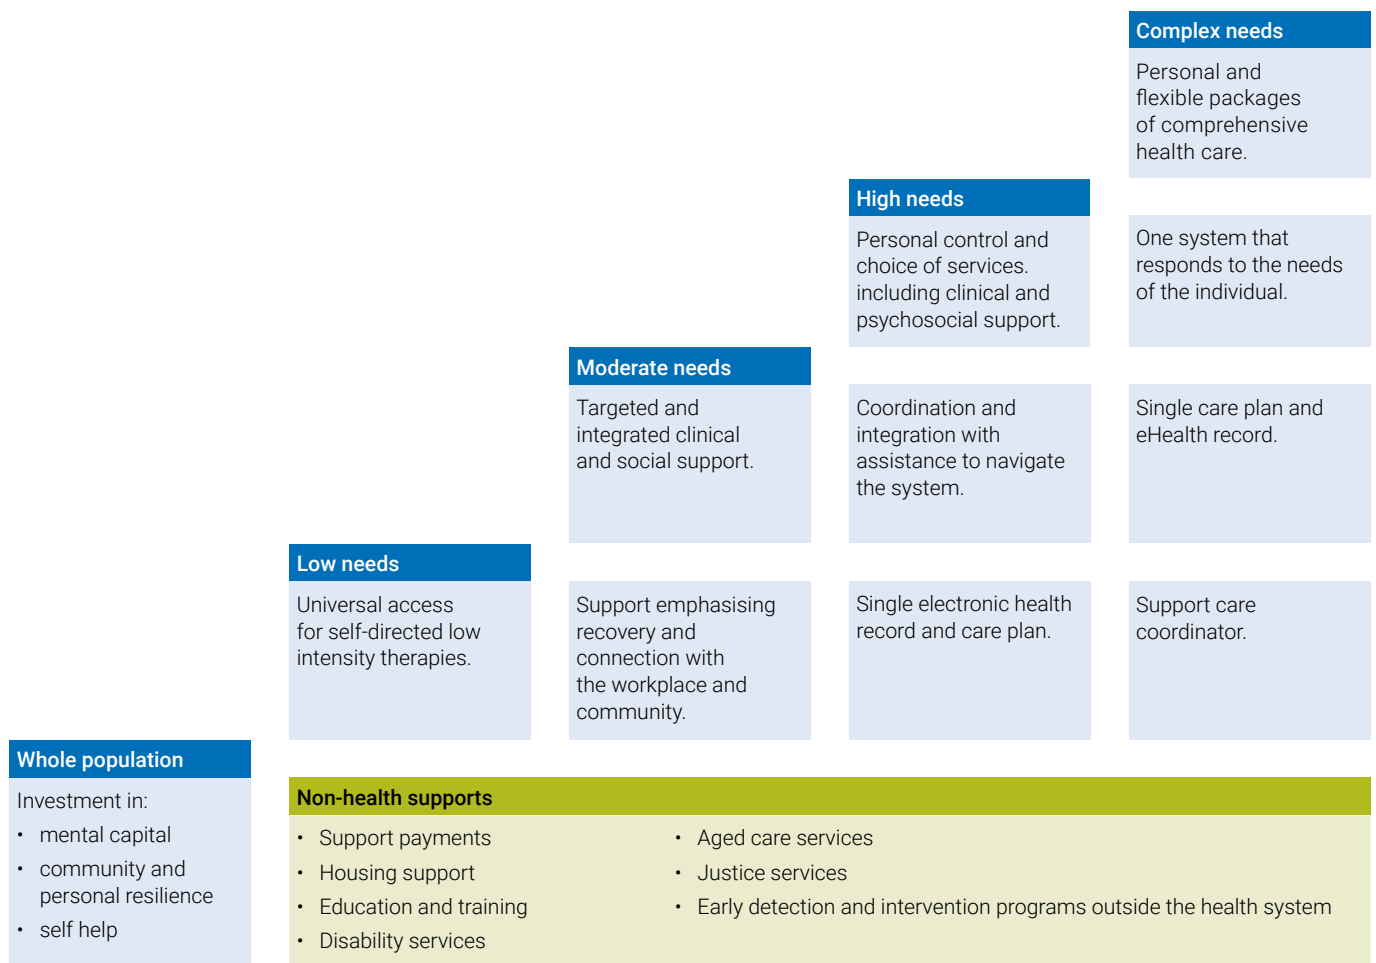 Complex needs
Personal and
flexible packages
of comprehensive
health care.
One system that
responds to the needs
of the individual.
Single care plan and
eHealth record.
Support care
coordinator.
High needs
Personal control and
choice of services.
including clinical and
psychosocial support.
Coordination and
integration with
assistance to navigate
the system.
Single electronic health
record and care plan.
Moderate needs
Targeted and
integrated clinical
and social support.
Support emphasising
recovery and
connection with
the workplace and
community.
Low needs
Universal access
for self-directed low
intensity therapies.
Whole population
Investment in:
• mental capital
• community and
personal resilience
• self help
Non-health supports
• Support payments
• Housing support
• Education and training
• Disability services
• Aged care services
• Justice services
• Early detection and intervention programs outside the health system